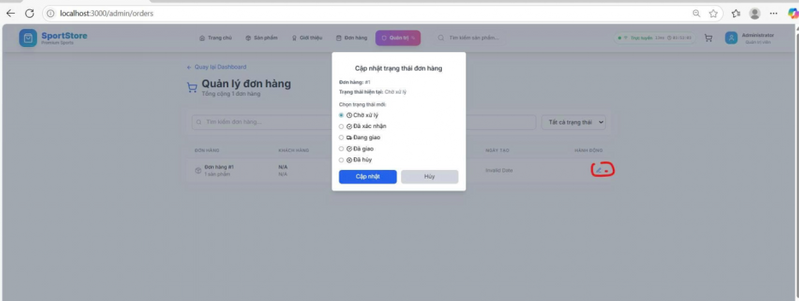 localhost:3000/admin/orders
SportStore
Premium Sports
Trang chủ
Sản phẩm
Giới thiệu
Đơn hàng
Quản trị
Tìm kiếm sản phẩm...
Trực tuyến
Administrator
Quản trị viên
Quay lại Dashboard
Quản lý đơn hàng
Tổng cộng 1 đơn hàng
Tìm kiếm đơn hàng...
Tất cả trạng thái
ĐƠN HÀNG
KHÁCH HÀNG
NGÀY TẠO
HÀNH ĐỘNG
Đơn hàng #1
1 sản phẩm
N/A
N/A
Invalid Date
Cập nhật trạng thái đơn hàng
Đơn hàng: #1
Trạng thái hiện tại: Chờ xử lý
Chọn trạng thái mới:
Chờ xử lý
Đã xác nhận
Đang giao
Đã giao
Đã hủy
Cập nhật
Hủy